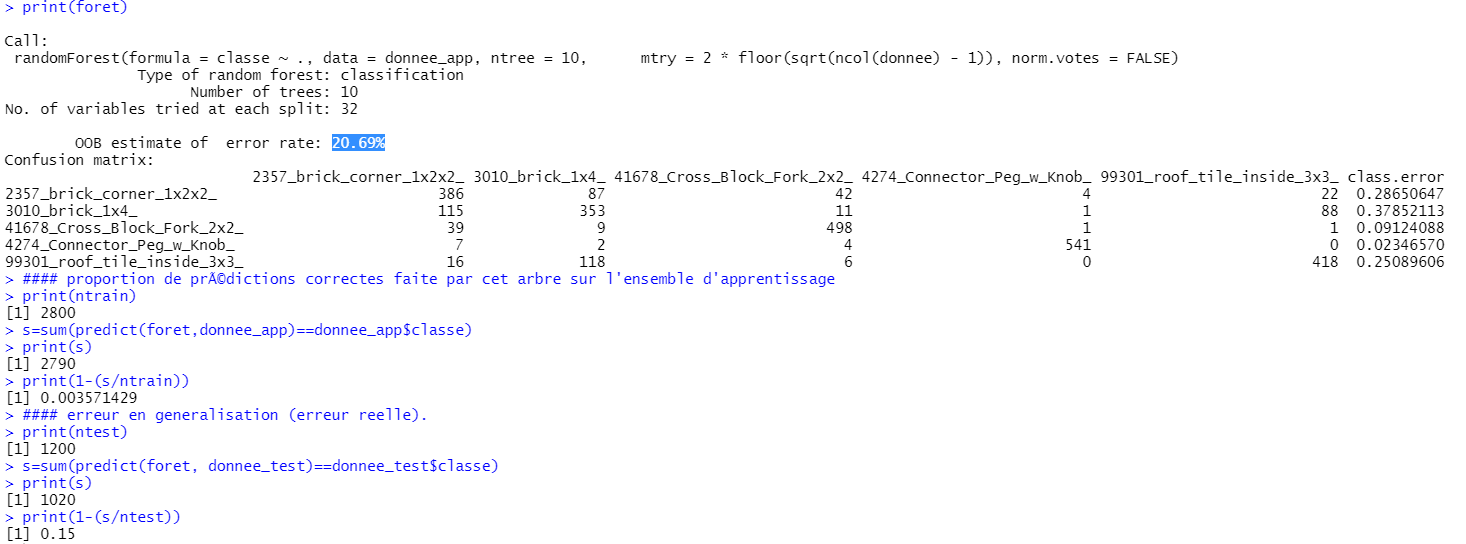 > print(foret)
Call:
randomForest(formula = classe ~ ., data = donnee_app, ntree = 10, mtry = 2 * floor(sqrt(ncol(donnee) - 1)), norm.votes = FALSE)
Type of random forest: classification
Number of trees: 10
No. of variables tried at each split: 32
OOB estimate of error rate: 20.69%
Confusion matrix:
2357_brick_corner_1x2x2_ 3010_brick_1x4_ 41678_Cross_Block_Fork_2x2_ 4274_Connector_Peg_w_Knob_ 99301_roof_tile_inside_3x3_ class.error
2357_brick_corner_1x2x2_ 386 87 42 4 22 0.28650647
3010_brick_1x4_ 115 353 11 1 88 0.37852113
41678_Cross_Block_Fork_2x2_ 39 9 498 1 1 0.09124088
4274_Connector_Peg_w_Knob_ 7 2 4 541 0 0.02346570
99301_roof_tile_inside_3x3_ 16 118 6 0 418 0.25089606
> #### proportion de prÃ©dictions correctes faite par cet arbre sur l'ensemble d'apprentissage
> print(ntrain)
[1] 2800
> s=sum(predict(foret,donnee_app)==donnee_app$classe)
> print(s)
[1] 2790
> print(1-(s/ntrain))
[1] 0.003571429
> #### erreur en generalisation (erreur reelle).
> print(ntest)
[1] 1200
> s=sum(predict(foret, donnee_test)==donnee_test$classe)
> print(s)
[1] 1020
> print(1-(s/ntest))
[1] 0.15